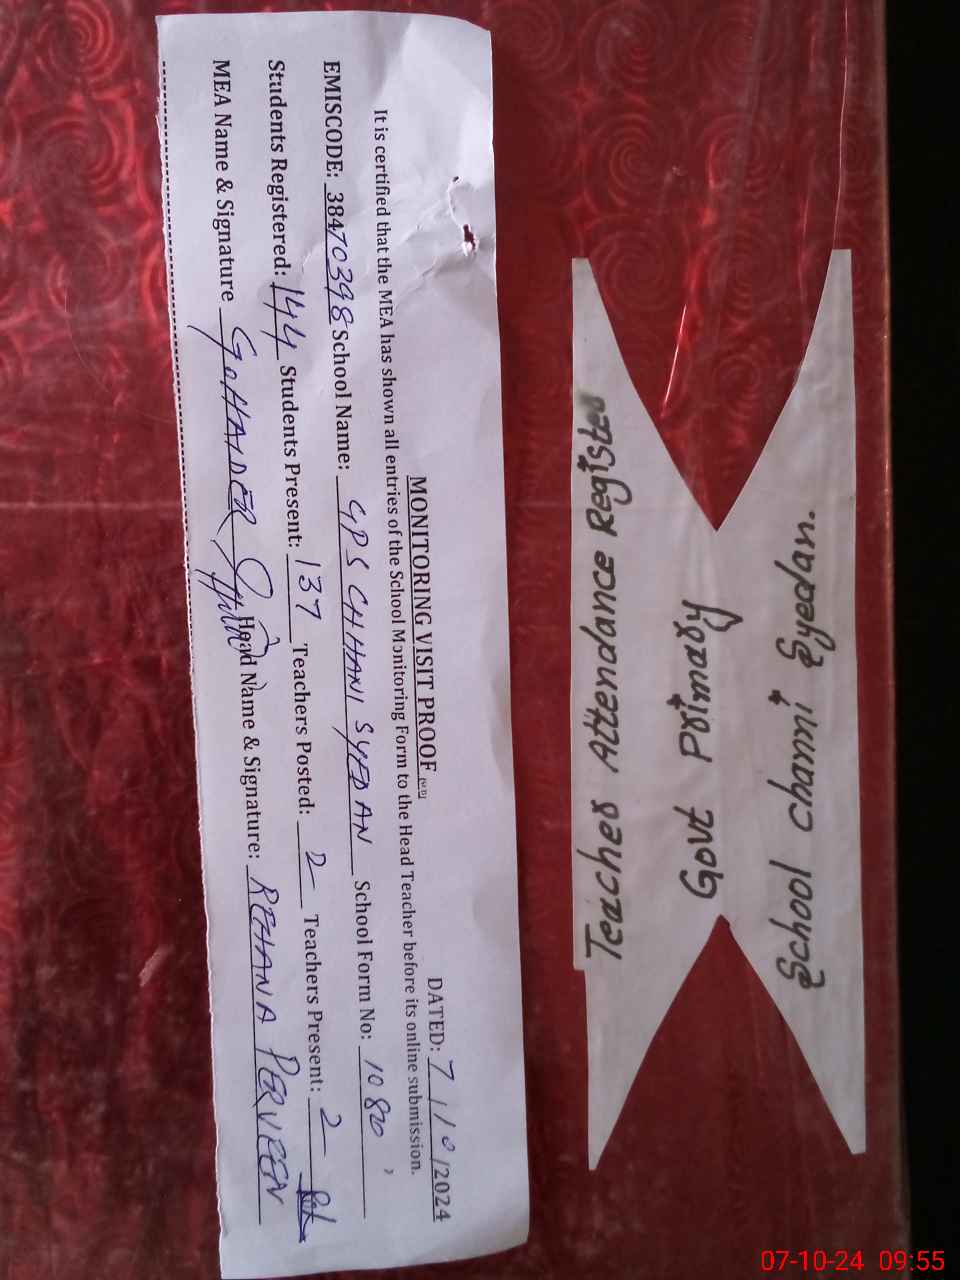 MONITORING VISIT PROOF
DATED: 7/10/2024
It is certified that the MEA has shown all entries of the School Monitoring Form to the Head Teacher before its online submission.
EMISCODE: 38470398 School Name: GPS CHHANI SYEDAN School Form No: 1080
Students Registered: 144 Students Present: 137 Teachers Posted: 2 Teachers Present: 2
MEA Name & Signature G. HAIDER Head Name & Signature: REHANA PERVEEN
Teacher Attendance Register
Govt Primary
School Channi Syedan.
07-10-24 09:55